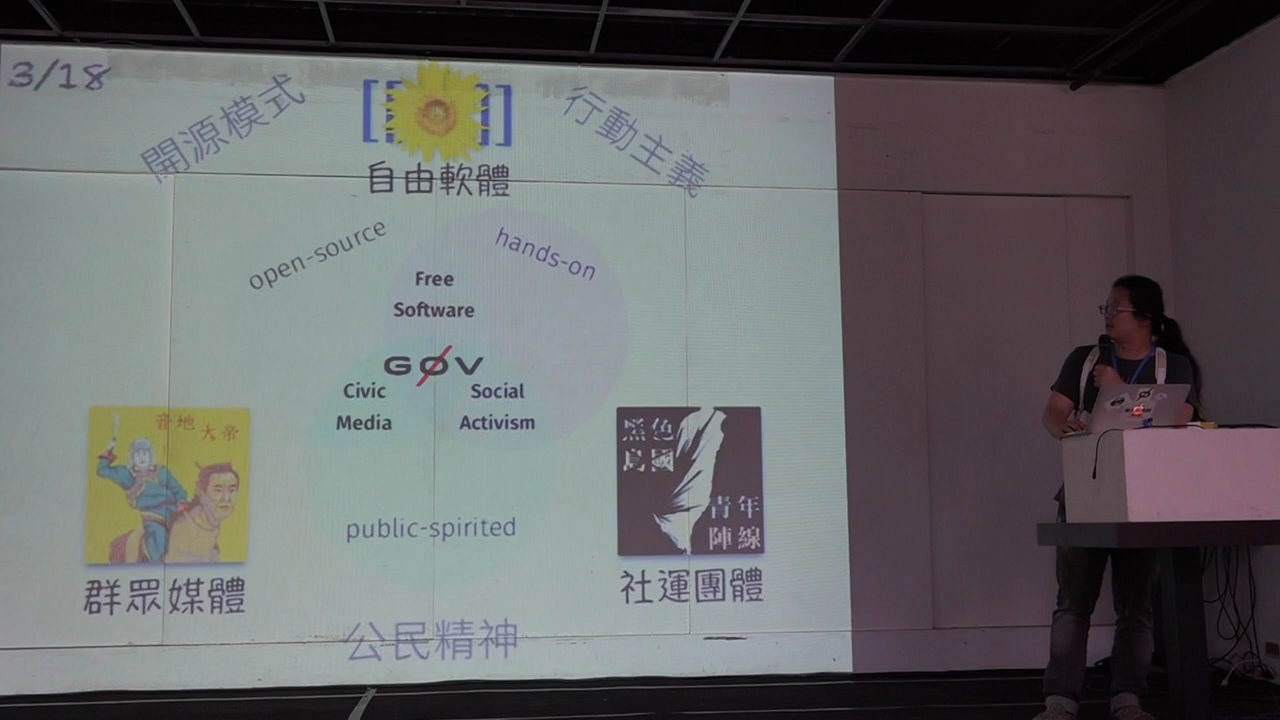 3/18
開源模式
[[ ]]
行動主義
自由軟體
open-source
hands-on
Free
Software
GØV
Civic
Media
Social
Activism
音地大帝
黑色
島國
青年
陣線
public-spirited
群眾媒體
社運團體
公民精神